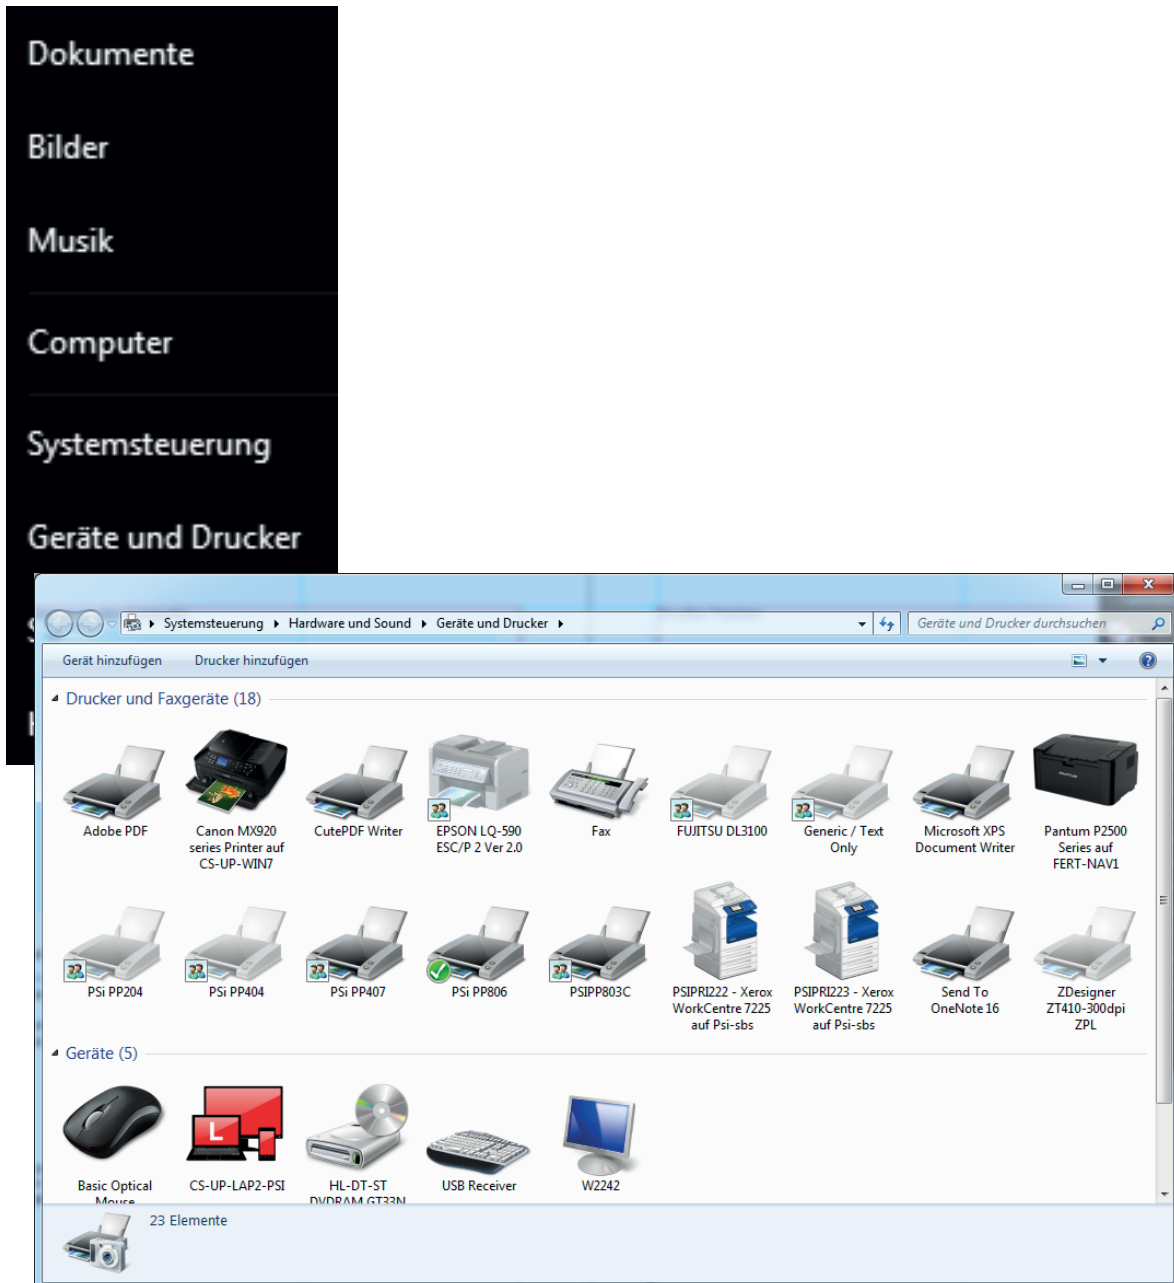 Dokumente
Bilder
Musik
Computer
Systemsteuerung
Geräte und Drucker
Systemsteuerung Hardware und Sound Geräte und Drucker
Geräte und Drucker durchsuchen
Gerät hinzufügen Drucker hinzufügen
Drucker und Faxgeräte (18)
Adobe PDF
Canon MX920
series Printer auf
CS-UP-WIN7
CutePDF Writer
EPSON LQ-590
ESC/P 2 Ver 2.0
Fax
FUJITSU DL3100
Generic / Text
Only
Microsoft XPS
Document Writer
Pantum P2500
Series auf
FERT-NAV1
PSi PP204
PSi PP404
PSi PP407
PSi PP806
PSIPP803C
PSIPRI222 - Xerox
WorkCentre 7225
auf Psi-sbs
PSIPRI223 - Xerox
WorkCentre 7225
auf Psi-sbs
Send To
OneNote 16
ZDesigner
ZT410-300dpi
ZPL
Geräte (5)
L
Basic Optical
Mouse
CS-UP-LAP2-PSI
HL-DT-ST
DVDRAM GT33N
USB Receiver
W2242
23 Elemente